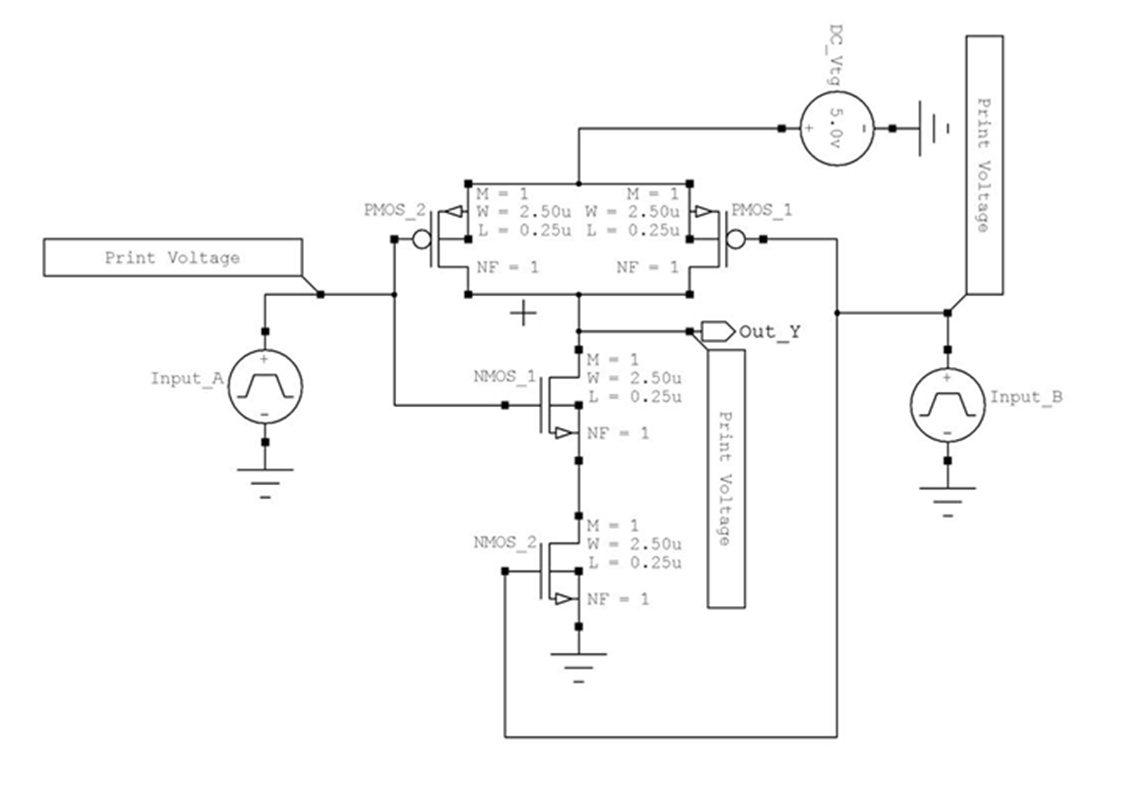 DC_Vtg
5.0v
+
-
Print Voltage
PMOS_2
M = 1
W = 2.50u
L = 0.25u
NF = 1
M = 1
W = 2.50u
L = 0.25u
NF = 1
PMOS_1
Print Voltage
Input_A
+
-
Out_Y
Print Voltage
NMOS_1
M = 1
W = 2.50u
L = 0.25u
NF = 1
Input_B
+
-
NMOS_2
M = 1
W = 2.50u
L = 0.25u
NF = 1